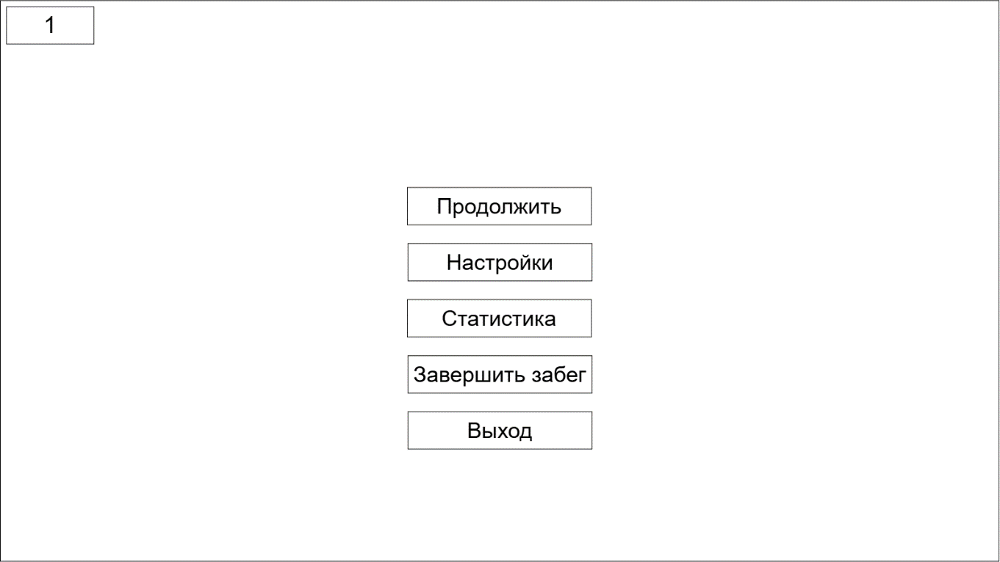 1
Продолжить
Настройки
Статистика
Завершить забег
Выход